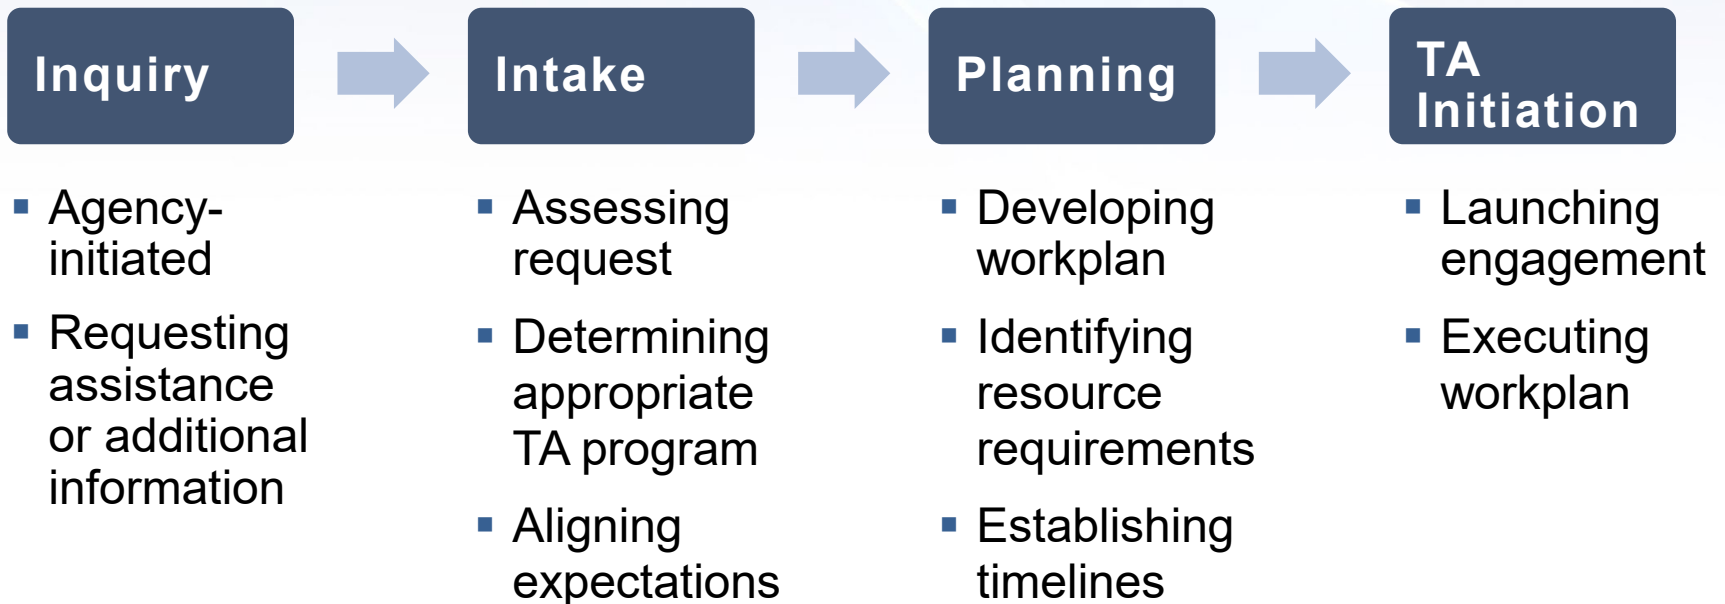 Inquiry
Agency-
initiated
Requesting
assistance
or additional
information
Intake
Assessing
request
Determining
appropriate
TA program
Aligning
expectations
Planning
Developing
workplan
Identifying
resource
requirements
Establishing
timelines
TA
Initiation
Launching
engagement
Executing
workplan